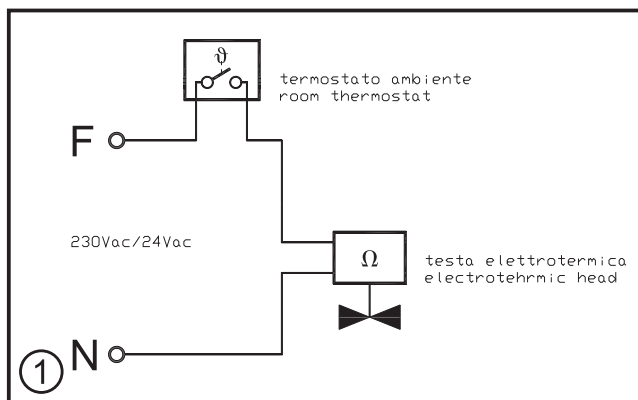 ϑ
termostato ambiente
room thermostat
F
230Vac/24Vac
Ω
testa elettrotermica
electrotehrmic head
N
1